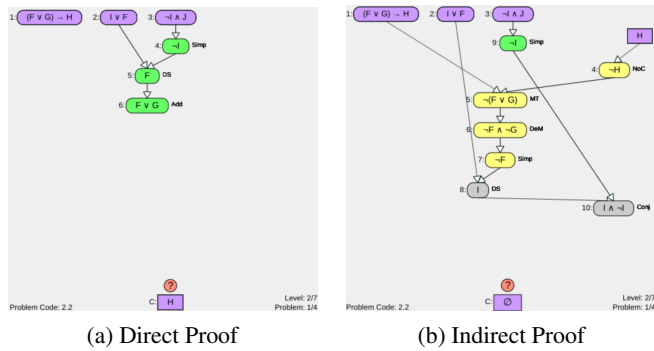 1: (F ∨ G) → H
2: I ∨ F
3: ¬I ∧ J
4: ¬I Simp
5: F DS
6: F ∨ G Add
?
C: H
Problem Code: 2.2
Level: 2/7
Problem: 1/4
(a) Direct Proof
1: (F ∨ G) → H
2: I ∨ F
3: ¬I ∧ J
H
9: ¬I Simp
4: ¬H NoC
5: ¬(F ∨ G) MT
6: ¬F ∧ ¬G DeM
7: ¬F Simp
8: I DS
10: I ∧ ¬I Conj
?
C: ∅
Problem Code: 2.2
Level: 2/7
Problem: 1/4
(b) Indirect Proof